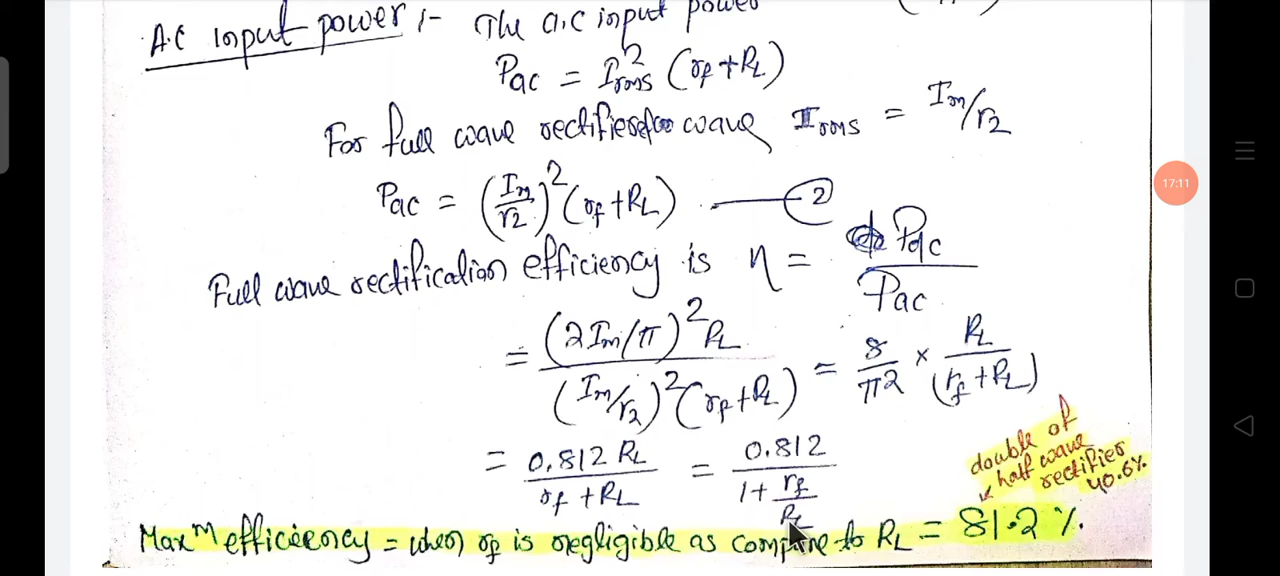 A.C input power :- The a.c input power
Pac = I²rms (rf + RL)
For full wave rectified wave Irms = Im/√2
Pac = (Im/√2)² (rf + RL) —— 2
17:11
Full wave rectification efficiency is η = Pdc/Pac
= (2Im/π)² RL / (Im/√2)² (rf + RL) = 8/π² × RL/(rf + RL)
= 0.812 RL / rf + RL = 0.812 / 1 + rf/RL
double of
half wave
rectifier
40.6%
Maxᵐ efficiency = when rf is negligible as compare to RL = 81.2 %.